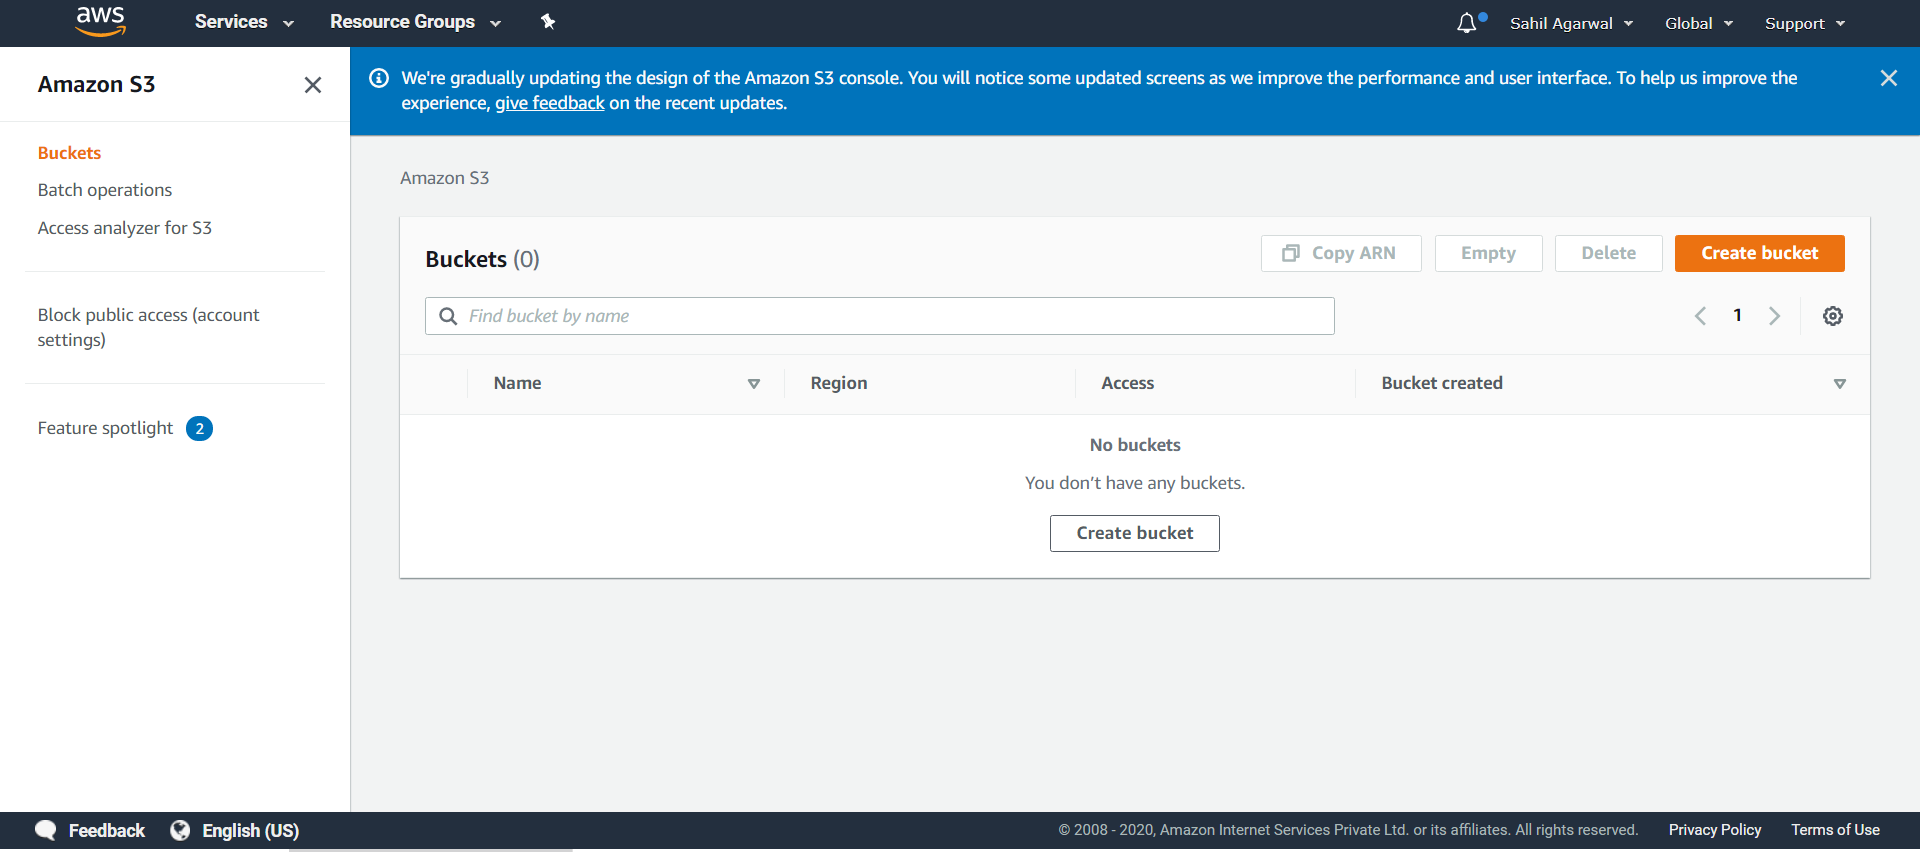 aws
Services
Resource Groups
Sahil Agarwal
Global
Support
Amazon S3
Buckets
Batch operations
Access analyzer for S3
Block public access (account
settings)
Feature spotlight 2
We're gradually updating the design of the Amazon S3 console. You will notice some updated screens as we improve the performance and user interface. To help us improve the
experience, give feedback on the recent updates.
Amazon S3
Buckets (0)
Copy ARN
Empty
Delete
Create bucket
Find bucket by name
1
Name
Region
Access
Bucket created
No buckets
You don't have any buckets.
Create bucket
Feedback
English (US)
© 2008 - 2020, Amazon Internet Services Private Ltd. or its affiliates. All rights reserved.
Privacy Policy
Terms of Use